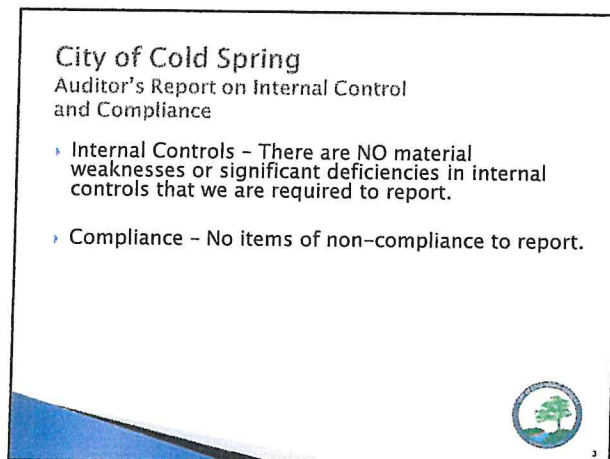 City of Cold Spring
Auditor's Report on Internal Control
and Compliance
Internal Controls – There are NO material
weaknesses or significant deficiencies in internal
controls that we are required to report.
Compliance – No items of non-compliance to report.
3